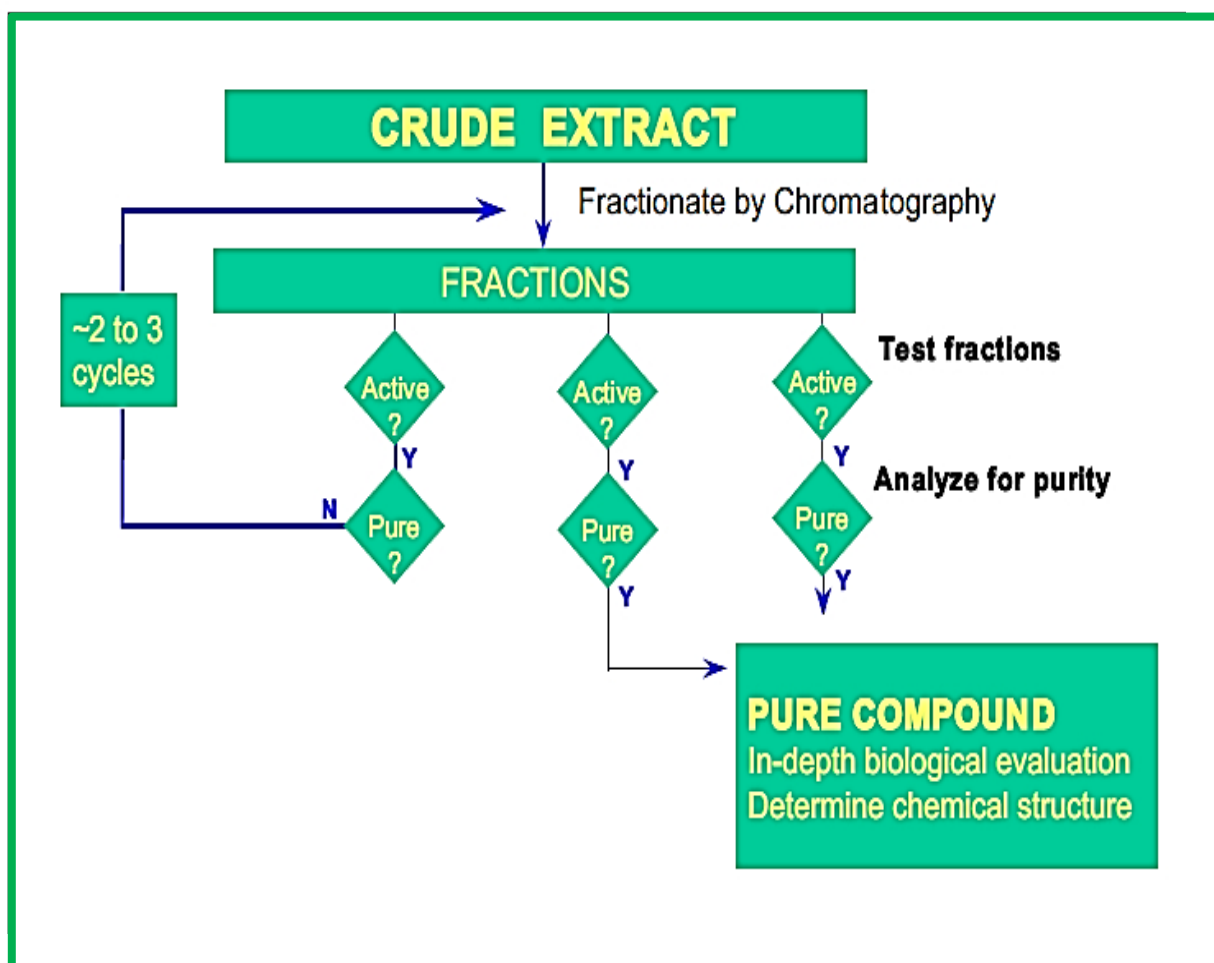 CRUDE EXTRACT
Fractionate by Chromatography
FRACTIONS
~2 to 3
cycles
Active
?
Active
?
Active
?
Test fractions
Y
Y
Y
Analyze for purity
N
Pure
?
Pure
?
Pure
?
Y
Y
PURE COMPOUND
In-depth biological evaluation
Determine chemical structure